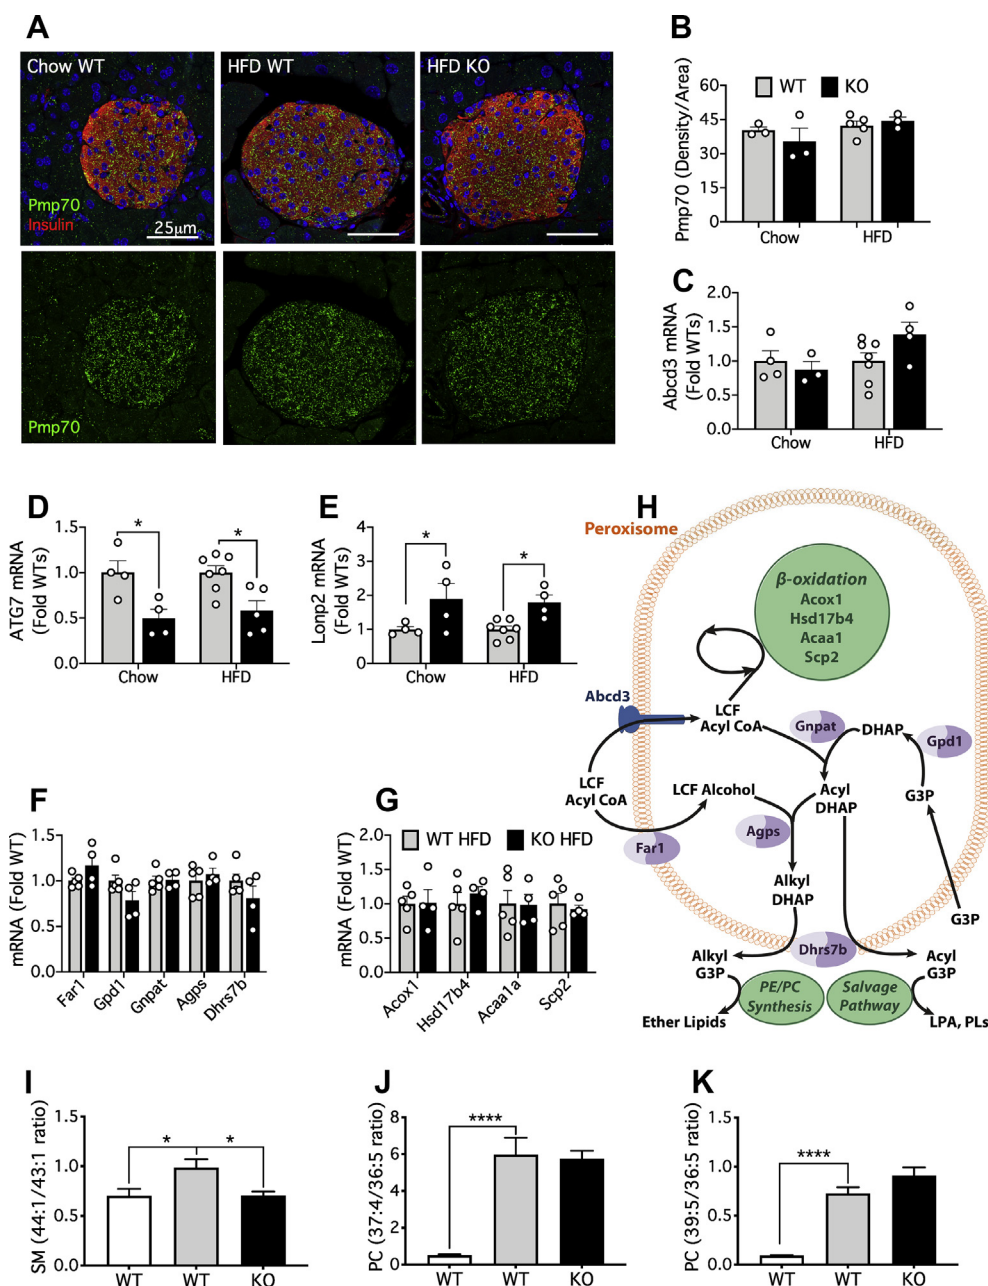 A
Chow WT
HFD WT
HFD KO
Pmp70
Insulin
25μm
Pmp70
B
Pmp70 (Density/Area)
60
45
30
15
0
WT
KO
Chow
HFD
C
Abcd3 mRNA
(Fold WTs)
2.0
1.5
1.0
0.5
0.0
Chow
HFD
D
ATG7 mRNA
(Fold WTs)
1.5
1.0
0.5
0.0
*
*
Chow
HFD
E
Lonp2 mRNA
(Fold WTs)
4
2
0
*
*
Chow
HFD
F
mRNA (Fold WT)
1.5
1.0
0.5
0.0
Far1
Gpd1
Gnpat
Agps
Dhrs7b
G
mRNA (Fold WT)
2.0
1.5
1.0
0.5
0.0
WT HFD
KO HFD
Acox1
Hsd17b4
Acaa1a
Scp2
H
Peroxisome
β-oxidation
Acox1
Hsd17b4
Acaa1
Scp2
Abcd3
LCF
Acyl CoA
Gnpat
DHAP
Gpd1
LCF
Acyl CoA
LCF Alcohol
Acyl
DHAP
G3P
Far1
Agps
Alkyl
DHAP
G3P
Dhrs7b
Alkyl
G3P
Acyl
G3P
PE/PC
Synthesis
Salvage
Pathway
Ether Lipids
LPA, PLs
I
SM (44:1/43:1 ratio)
1.5
1.0
0.5
0.0
*
*
WT
WT
KO
J
PC (37:4/36:5 ratio)
8
6
4
2
0
****
WT
WT
KO
K
PC (39:5/36:5 ratio)
1.5
1.0
0.5
0.0
****
WT
WT
KO